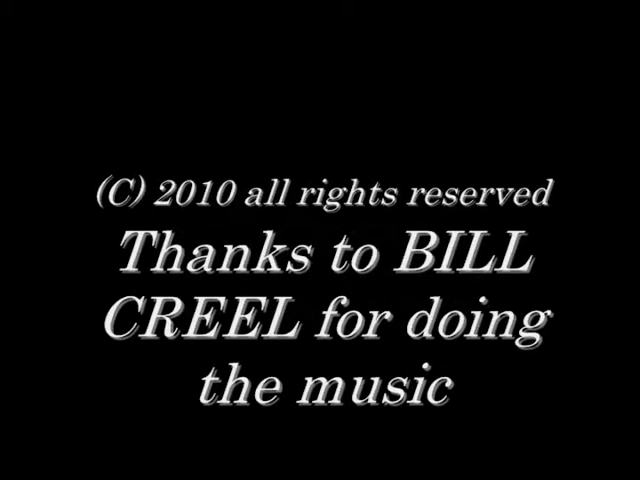 (C) 2010 all rights reserved
Thanks to BILL
CREEL for doing
the music